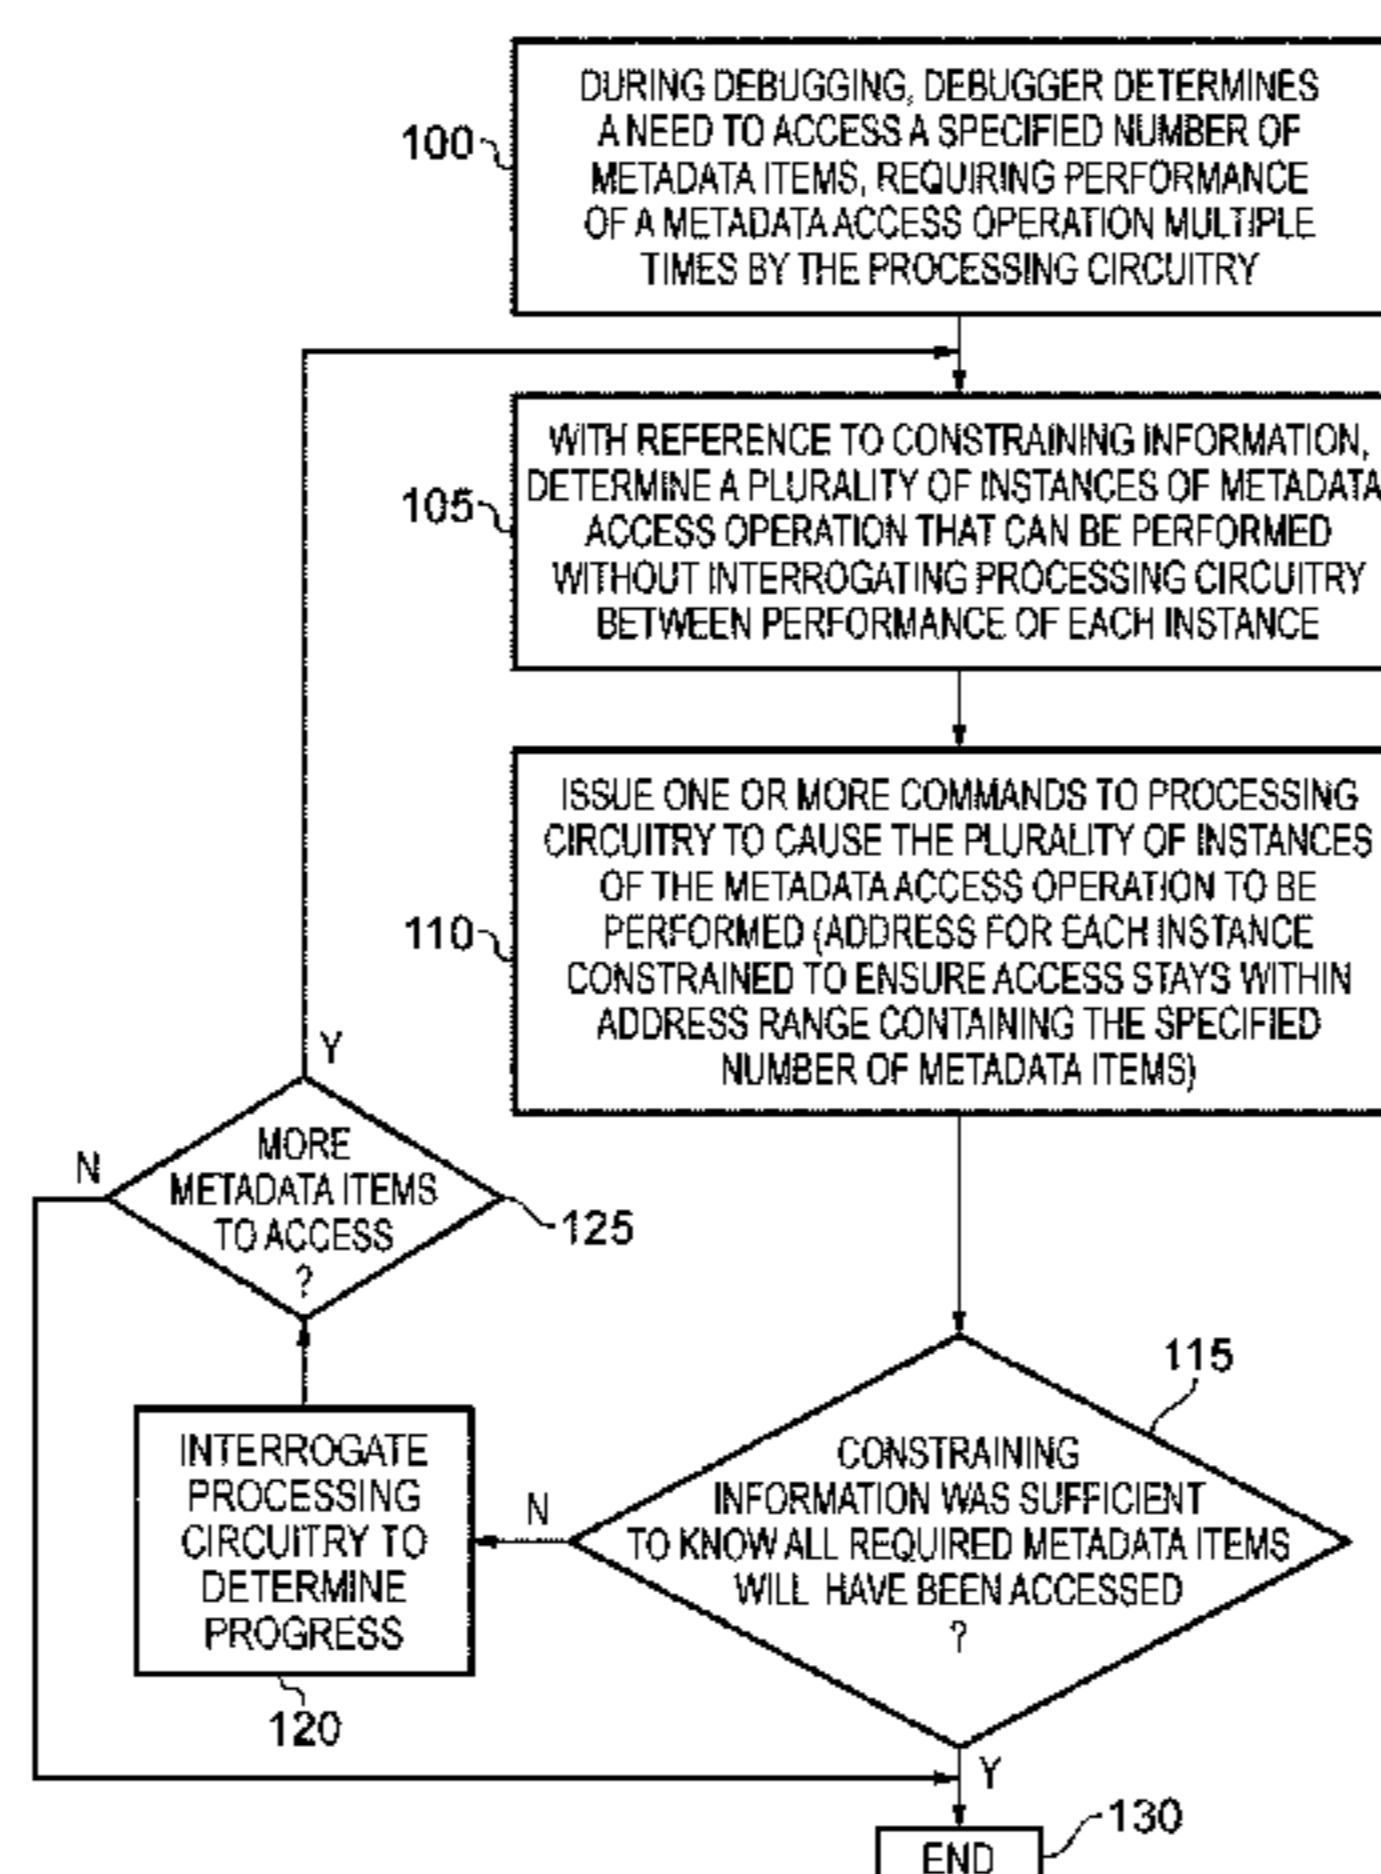 100
DURING DEBUGGING, DEBUGGER DETERMINES
A NEED TO ACCESS A SPECIFIED NUMBER OF
METADATA ITEMS, REQUIRING PERFORMANCE
OF A METADATA ACCESS OPERATION MULTIPLE
TIMES BY THE PROCESSING CIRCUITRY
105
WITH REFERENCE TO CONSTRAINING INFORMATION,
DETERMINE A PLURALITY OF INSTANCES OF METADATA
ACCESS OPERATION THAT CAN BE PERFORMED
WITHOUT INTERROGATING PROCESSING CIRCUITRY
BETWEEN PERFORMANCE OF EACH INSTANCE
110
ISSUE ONE OR MORE COMMANDS TO PROCESSING
CIRCUITRY TO CAUSE THE PLURALITY OF INSTANCES
OF THE METADATA ACCESS OPERATION TO BE
PERFORMED (ADDRESS FOR EACH INSTANCE
CONSTRAINED TO ENSURE ACCESS STAYS WITHIN
ADDRESS RANGE CONTAINING THE SPECIFIED
NUMBER OF METADATA ITEMS)
115
CONSTRAINING
INFORMATION WAS SUFFICIENT
TO KNOW ALL REQUIRED METADATA ITEMS
WILL HAVE BEEN ACCESSED
?
N
Y
INTERROGATE
PROCESSING
CIRCUITRY TO
DETERMINE
PROGRESS
120
MORE
METADATA ITEMS
TO ACCESS
?
125
Y
N
END
130